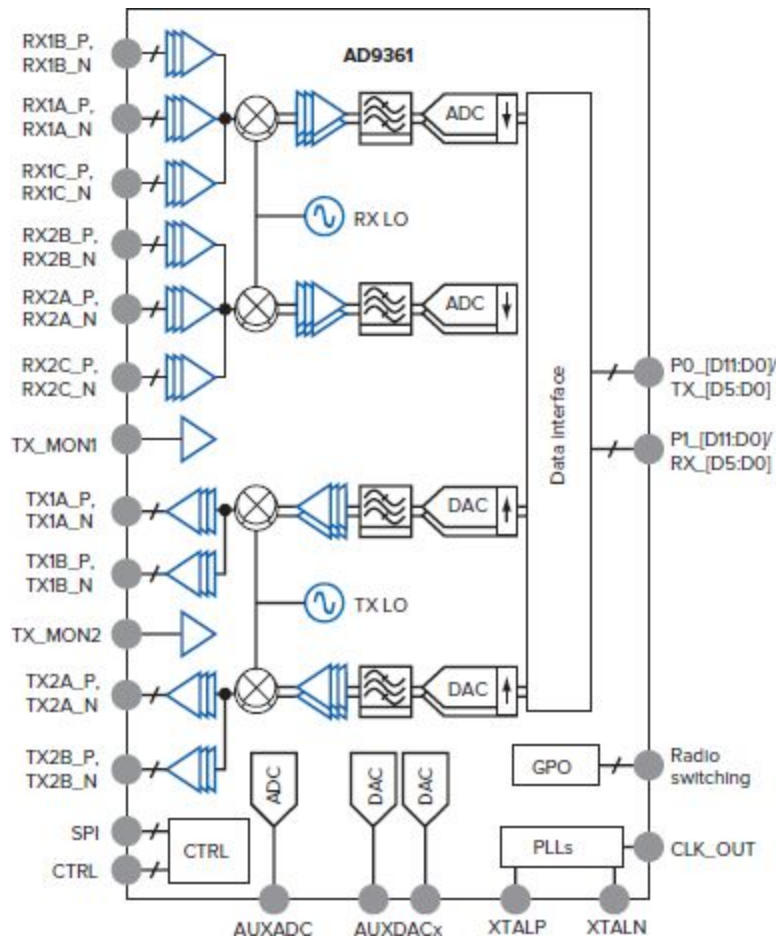 AD9361
RX1B_P,
RX1B_N
RX1A_P,
RX1A_N
RX1C_P,
RX1C_N
RX2B_P,
RX2B_N
RX2A_P,
RX2A_N
RX2C_P,
RX2C_N
TX_MON1
TX1A_P,
TX1A_N
TX1B_P,
TX1B_N
TX_MON2
TX2A_P,
TX2A_N
TX2B_P,
TX2B_N
SPI
CTRL
CTRL
ADC
RX LO
ADC
DAC
TX LO
DAC
Data interface
P0_[D11:D0]/
TX_[D5:D0]
P1_[D11:D0]/
RX_[D5:D0]
ADC
DAC
DAC
GPO
Radio
switching
PLLs
CLK_OUT
AUXADC
AUXDACx
XTALP
XTALN